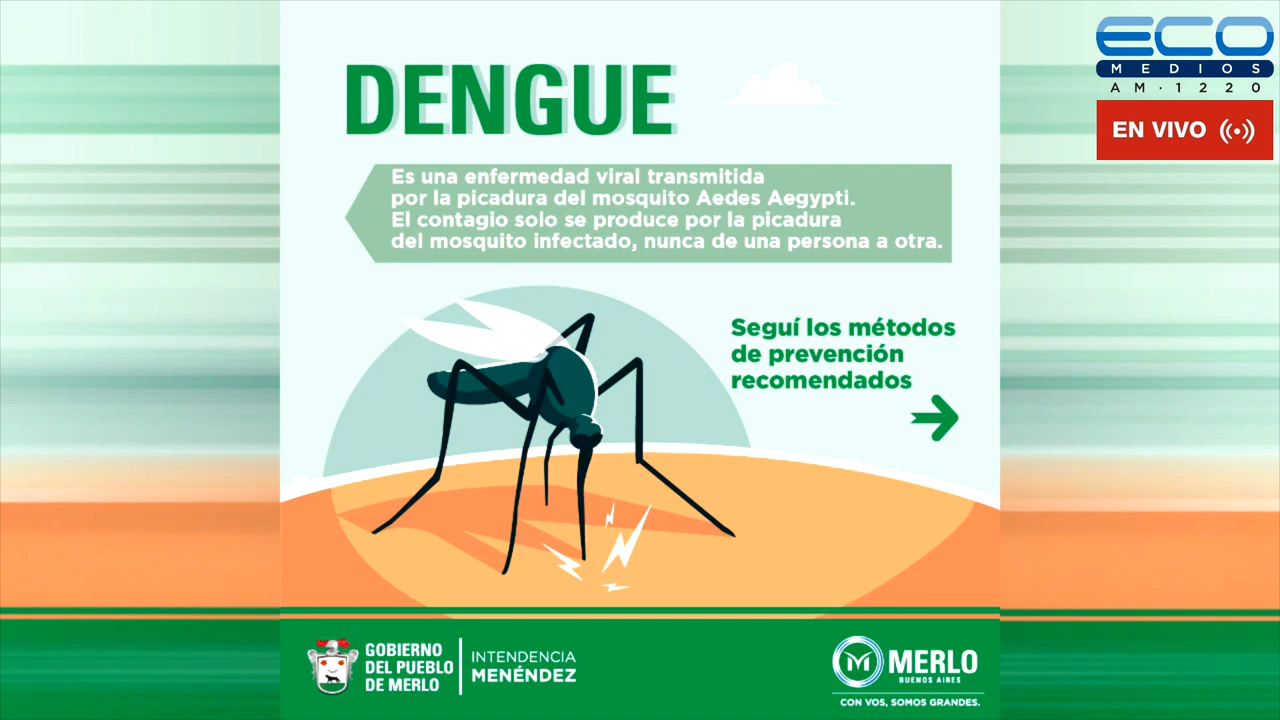 DENGUE
Es una enfermedad viral transmitida
por la picadura del mosquito Aedes Aegypti.
El contagio solo se produce por la picadura
del mosquito infectado, nunca de una persona a otra.
Seguí los métodos
de prevención
recomendados
GOBIERNO
DEL PUEBLO
DE MERLO
INTENDENCIA
MENÉNDEZ
MERLO
BUENOS AIRES
CON VOS, SOMOS GRANDES.
ECO
MEDIOS
AM·1220
EN VIVO